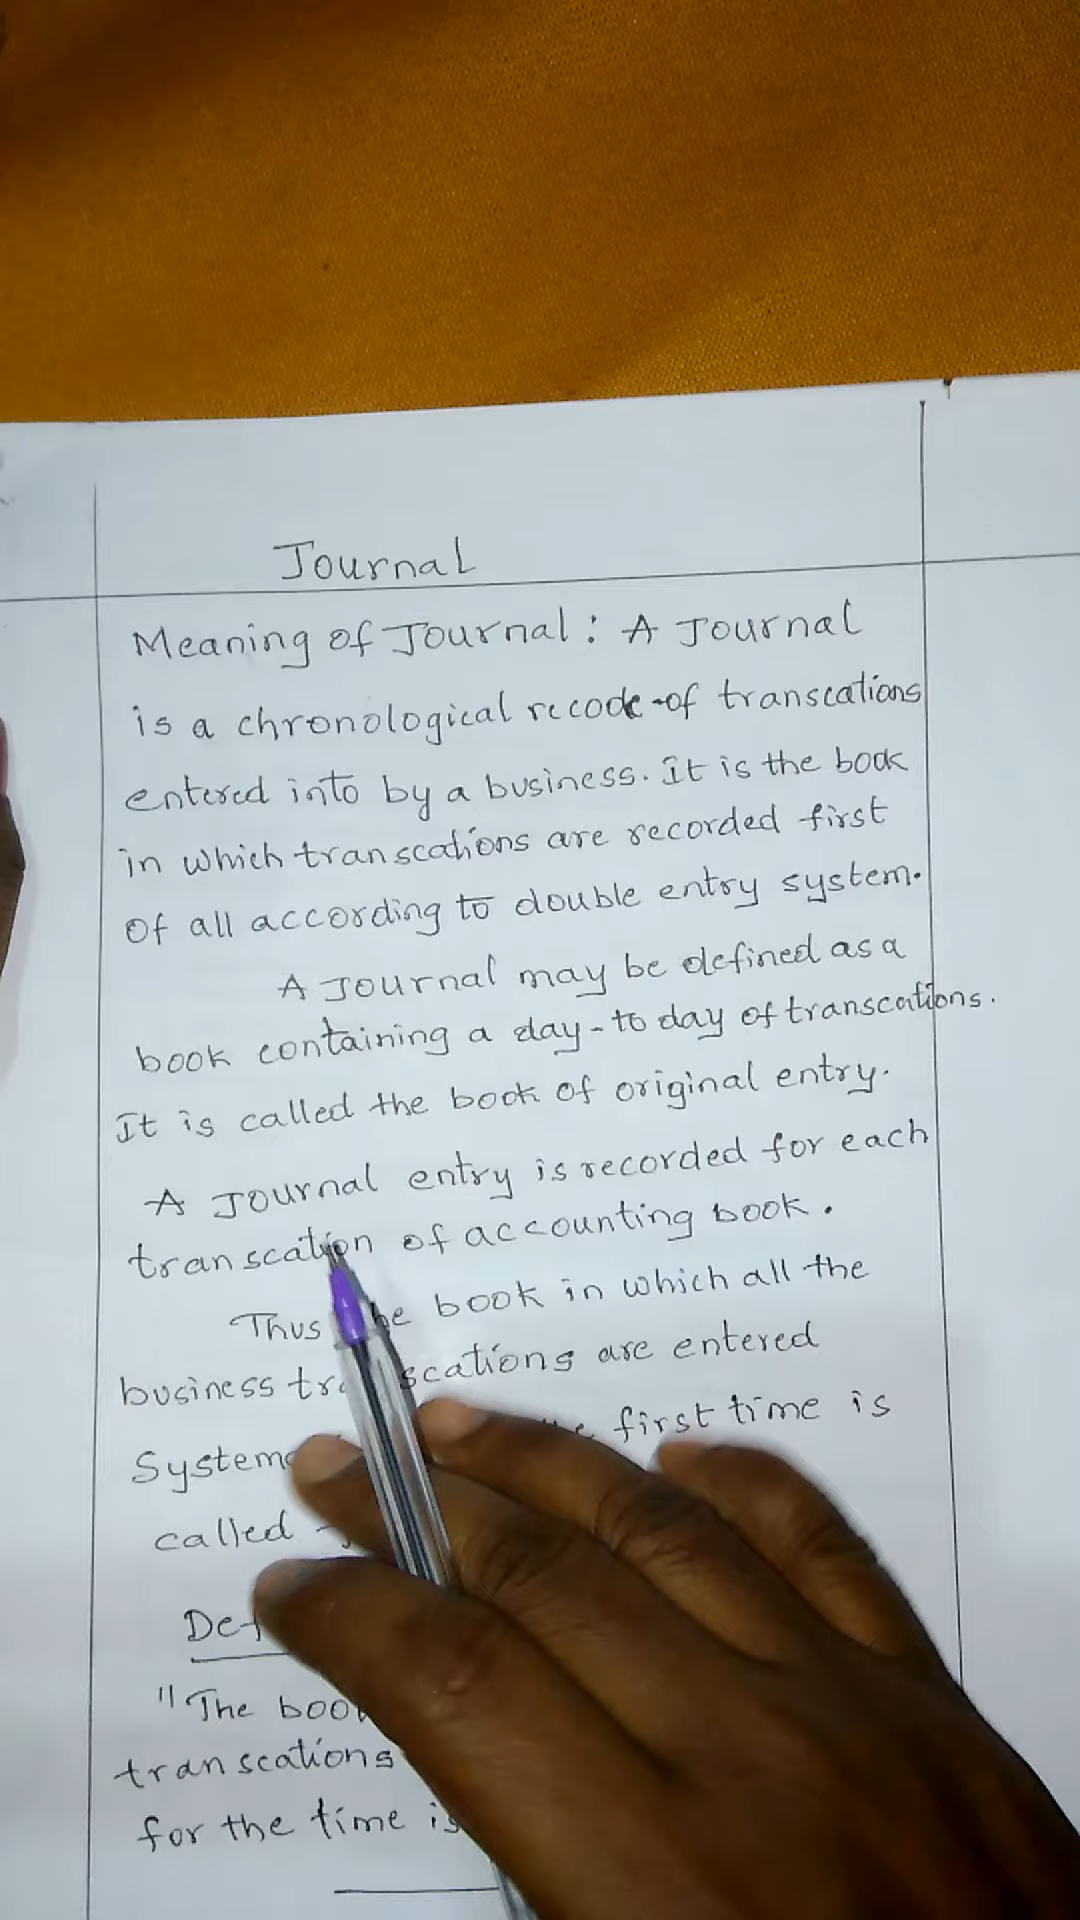 Journal
Meaning of Journal: A Journal
is a chronological recode of transcations
entered into by a business. It is the book
in which transcations are recorded first
of all according to double entry system.
A Journal may be defined as a
book containing a day-to day of transcations.
It is called the book of original entry.
A Journal entry is recorded for each
transcation of accounting book.
Thus book in which all the
business transcations are entered
first time is
called
"The book
transcations
for the time is